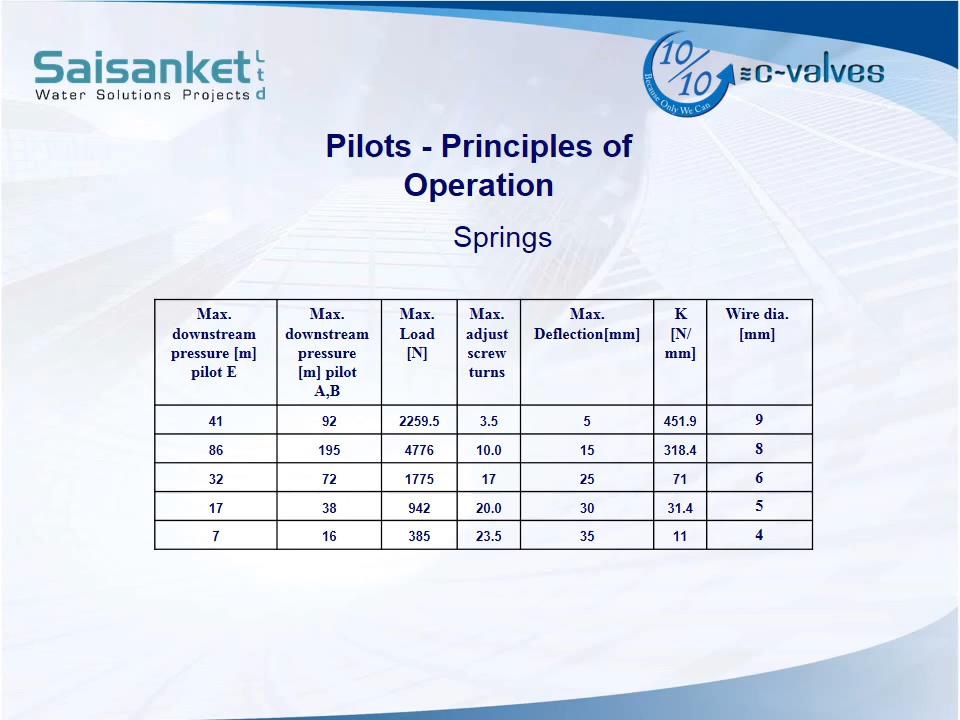 Saisanket Ltd
Water Solutions Projects
10/10
Because Only We Can
c-valves
Pilots - Principles of
Operation
Springs
Max. downstream pressure [m] pilot E | Max. downstream pressure [m] pilot A,B | Max. Load [N] | Max. adjust screw turns | Max. Deflection[mm] | K [N/mm] | Wire dia. [mm]
41 | 92 | 2259.5 | 3.5 | 5 | 451.9 | 9
86 | 195 | 4776 | 10.0 | 15 | 318.4 | 8
32 | 72 | 1775 | 17 | 25 | 71 | 6
17 | 38 | 942 | 20.0 | 30 | 31.4 | 5
7 | 16 | 385 | 23.5 | 35 | 11 | 4